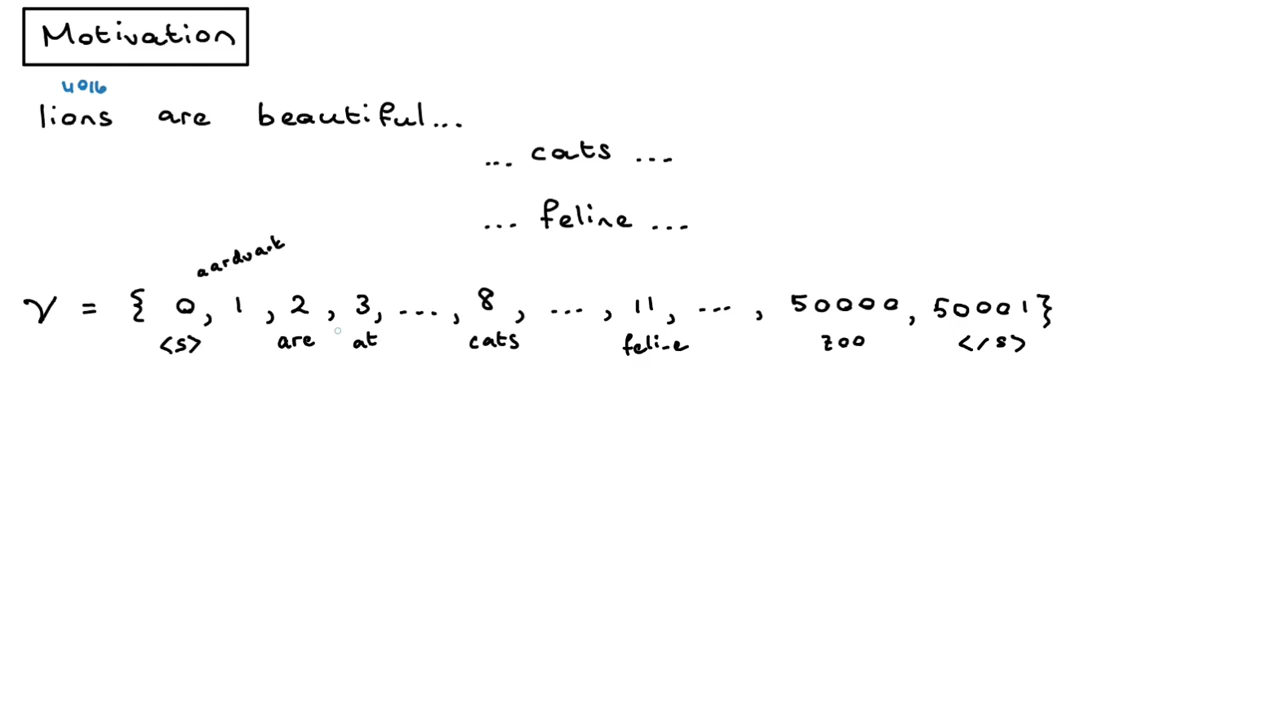 Motivation
4016
lions are beautiful...
... cats ...
... feline ...
aardvark
V = { 0, 1, 2, 3, ..., 8, ..., 11, ..., 50000, 50001}
<s> are at cats feline zoo </s>